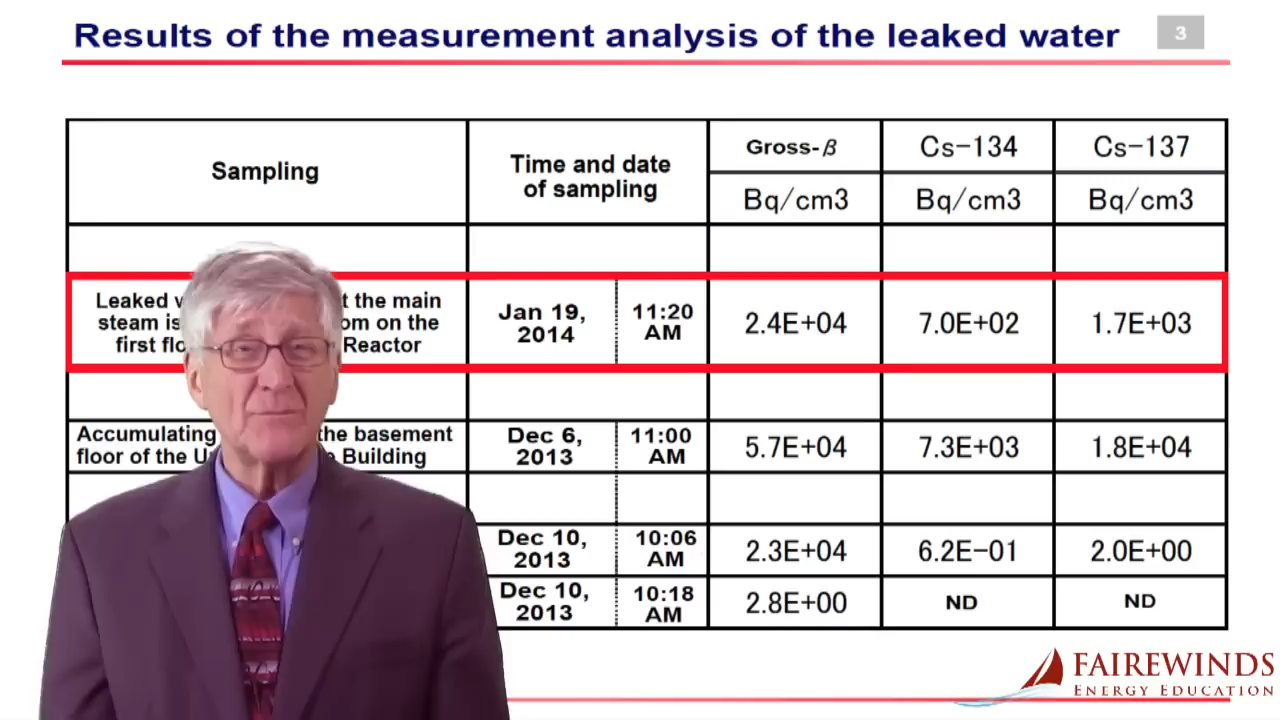 Results of the measurement analysis of the leaked water
3
Sampling
Time and date
of sampling
Gross-β
Cs-134
Cs-137
Bq/cm3
Bq/cm3
Bq/cm3
Leaked t the main
steam is om on the
first flo Reactor
Jan 19,
2014
11:20
AM
2.4E+04
7.0E+02
1.7E+03
Accumulating the basement
floor of the U Building
Dec 6,
2013
11:00
AM
5.7E+04
7.3E+03
1.8E+04
Dec 10,
2013
10:06
AM
2.3E+04
6.2E-01
2.0E+00
Dec 10,
2013
10:18
AM
2.8E+00
ND
ND
FAIREWINDS
ENERGY EDUCATION